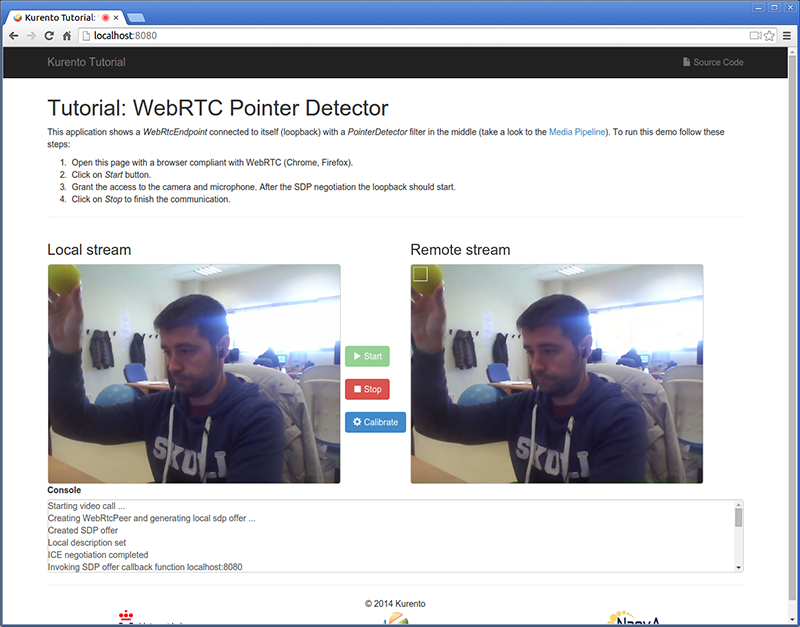 Kurento Tutorial:
localhost:8080
Kurento Tutorial
Source Code
Tutorial: WebRTC Pointer Detector
This application shows a WebRtcEndpoint connected to itself (loopback) with a PointerDetector filter in the middle (take a look to the Media Pipeline). To run this demo follow these
steps:
1. Open this page with a browser compliant with WebRTC (Chrome, Firefox).
2. Click on Start button.
3. Grant the access to the camera and microphone. After the SDP negotiation the loopback should start.
4. Click on Stop to finish the communication.
Local stream
Remote stream
Start
Stop
Calibrate
Console
Starting video call ...
Creating WebRtcPeer and generating local sdp offer ...
Created SDP offer
Local description set
ICE negotiation completed
Invoking SDP offer callback function localhost:8080
© 2014 Kurento